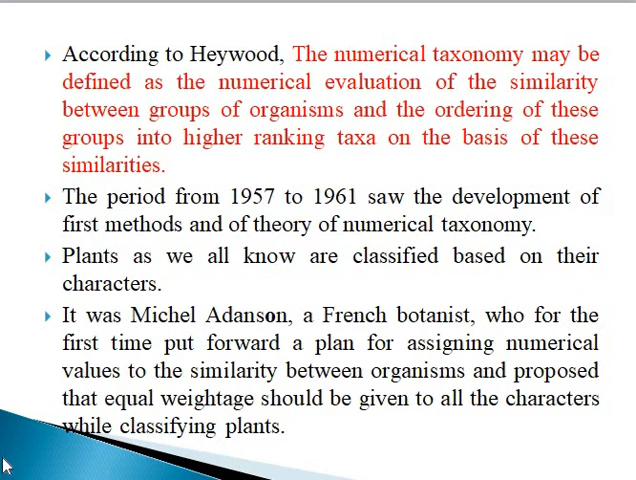 According to Heywood, The numerical taxonomy may be
defined as the numerical evaluation of the similarity
between groups of organisms and the ordering of these
groups into higher ranking taxa on the basis of these
similarities.
The period from 1957 to 1961 saw the development of
first methods and of theory of numerical taxonomy.
Plants as we all know are classified based on their
characters.
It was Michel Adanson, a French botanist, who for the
first time put forward a plan for assigning numerical
values to the similarity between organisms and proposed
that equal weightage should be given to all the characters
while classifying plants.